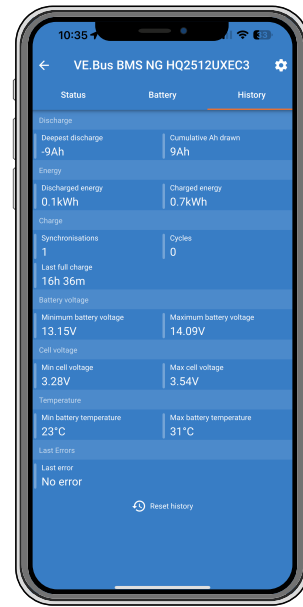 10:35
VE.Bus BMS NG HQ2512UXEC3
Status Battery History
Discharge
Deepest discharge Cumulative Ah drawn
-9Ah 9Ah
Energy
Discharged energy Charged energy
0.1kWh 0.7kWh
Charge
Synchronisations Cycles
1 0
Last full charge
16h 36m
Battery voltage
Minimum battery voltage Maximum battery voltage
13.15V 14.09V
Cell voltage
Min cell voltage Max cell voltage
3.28V 3.54V
Temperature
Min battery temperature Max battery temperature
23°C 31°C
Last Errors
Last error
No error
Reset history